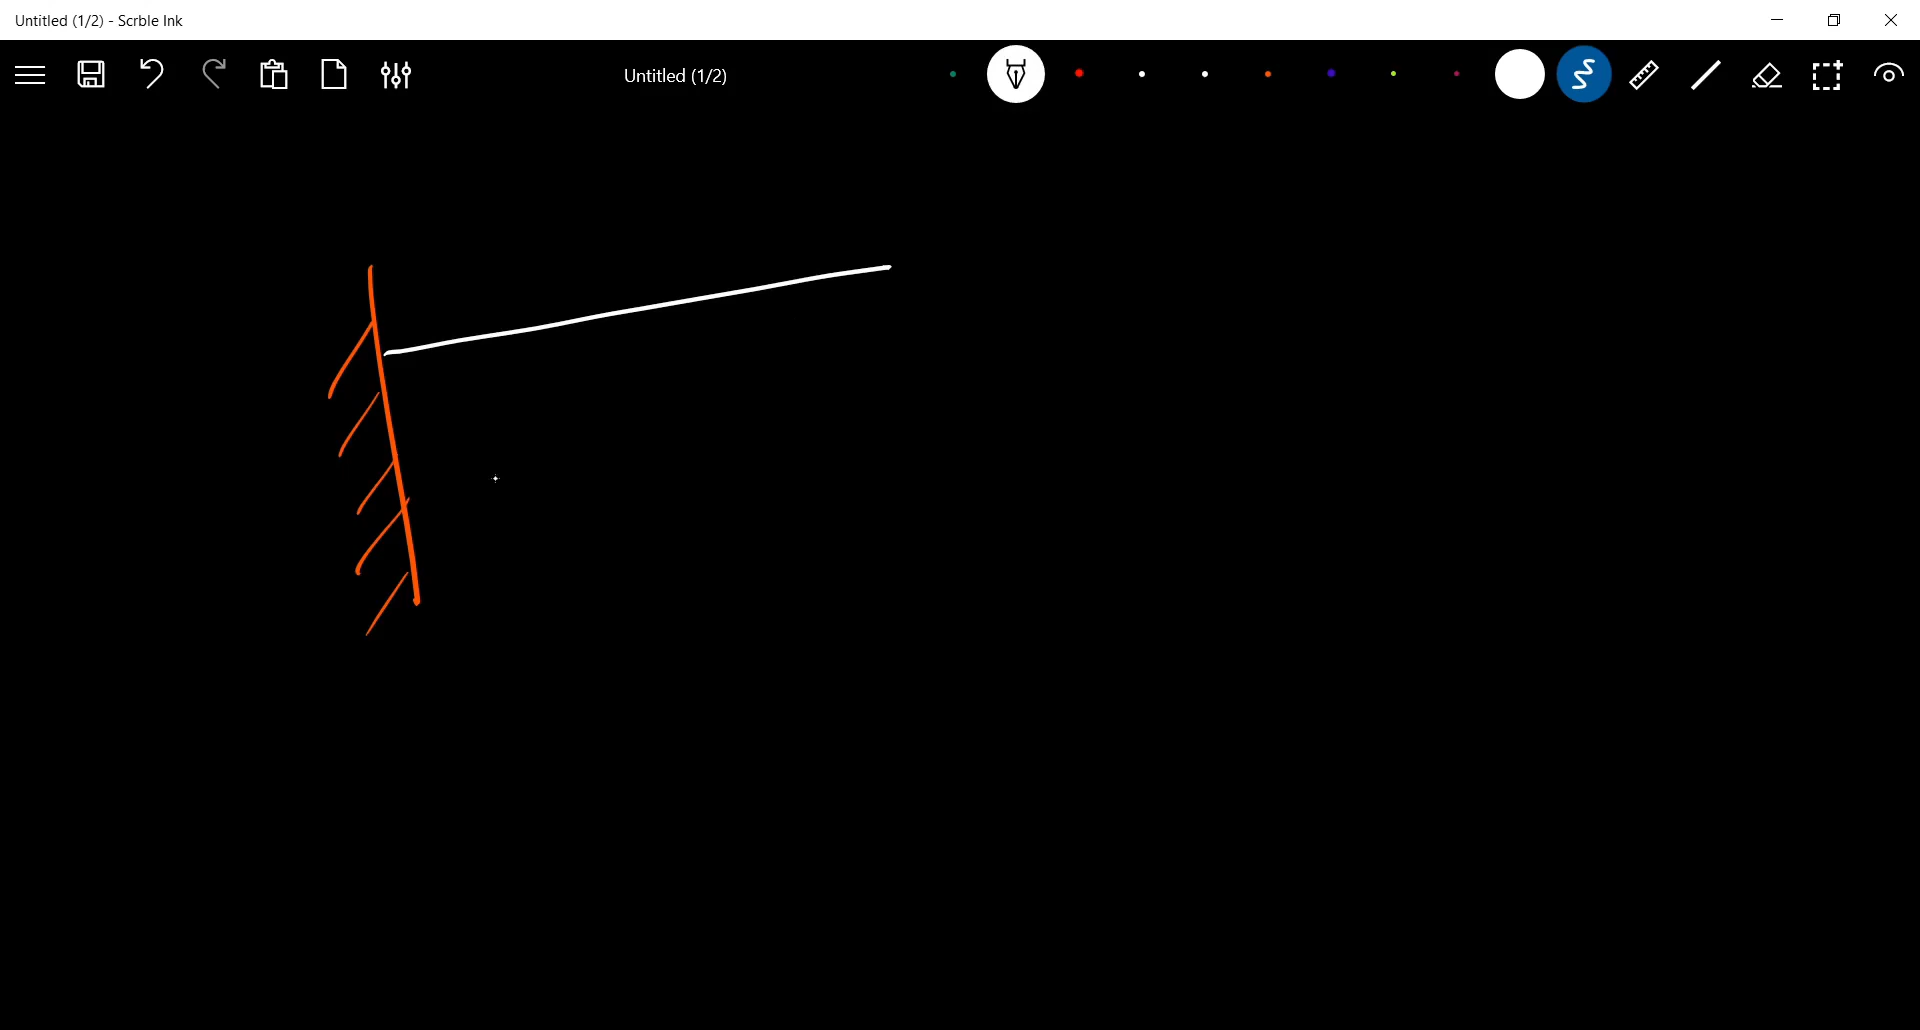 Untitled (1/2) - Scrble Ink
Untitled (1/2)